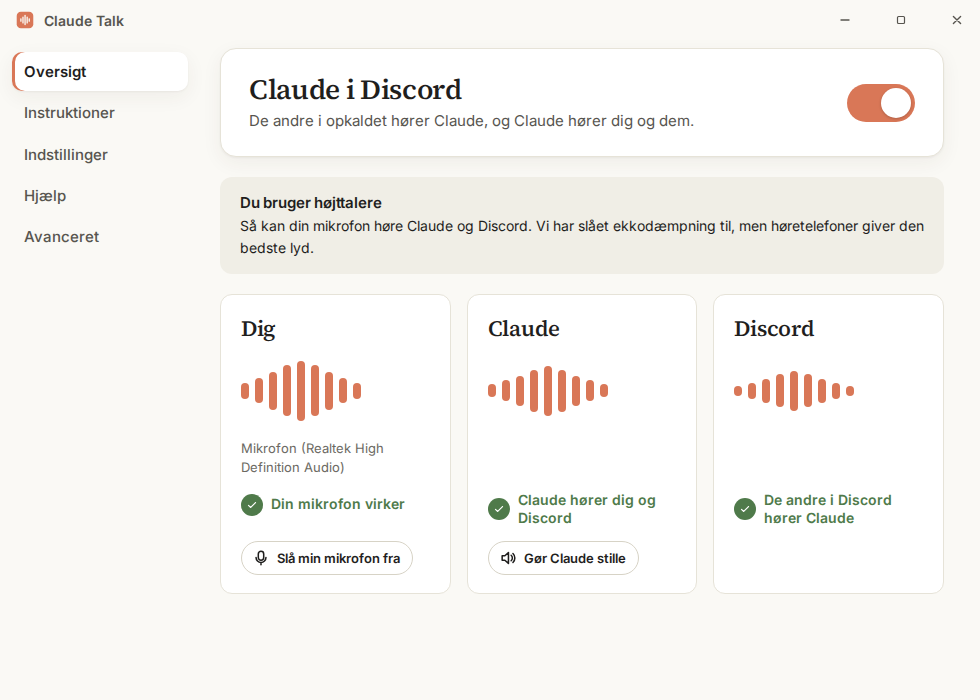 Claude Talk
Oversigt
Instruktioner
Indstillinger
Hjælp
Avanceret
Claude i Discord
De andre i opkaldet hører Claude, og Claude hører dig og dem.
Du bruger højttalere
Så kan din mikrofon høre Claude og Discord. Vi har slået ekkodæmpning til, men høretelefoner giver den
bedste lyd.
Dig
Mikrofon (Realtek High
Definition Audio)
Din mikrofon virker
Slå min mikrofon fra
Claude
Claude hører dig og
Discord
Gør Claude stille
Discord
De andre i Discord
hører Claude